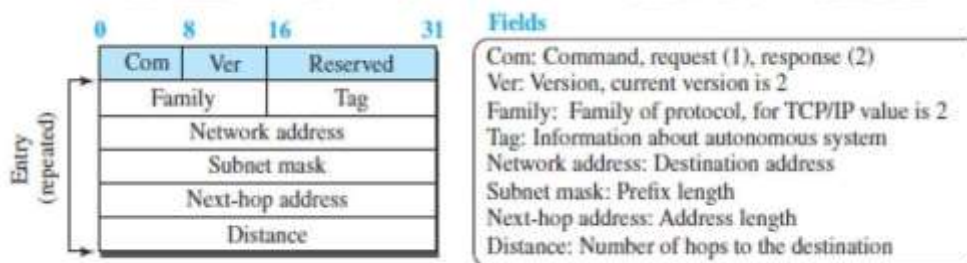 0 8 16 31
Com Ver Reserved
Family Tag
Network address
Subnet mask
Next-hop address
Distance
Entry
(repeated)
Fields
Com: Command, request (1), response (2)
Ver: Version, current version is 2
Family: Family of protocol, for TCP/IP value is 2
Tag: Information about autonomous system
Network address: Destination address
Subnet mask: Prefix length
Next-hop address: Address length
Distance: Number of hops to the destination